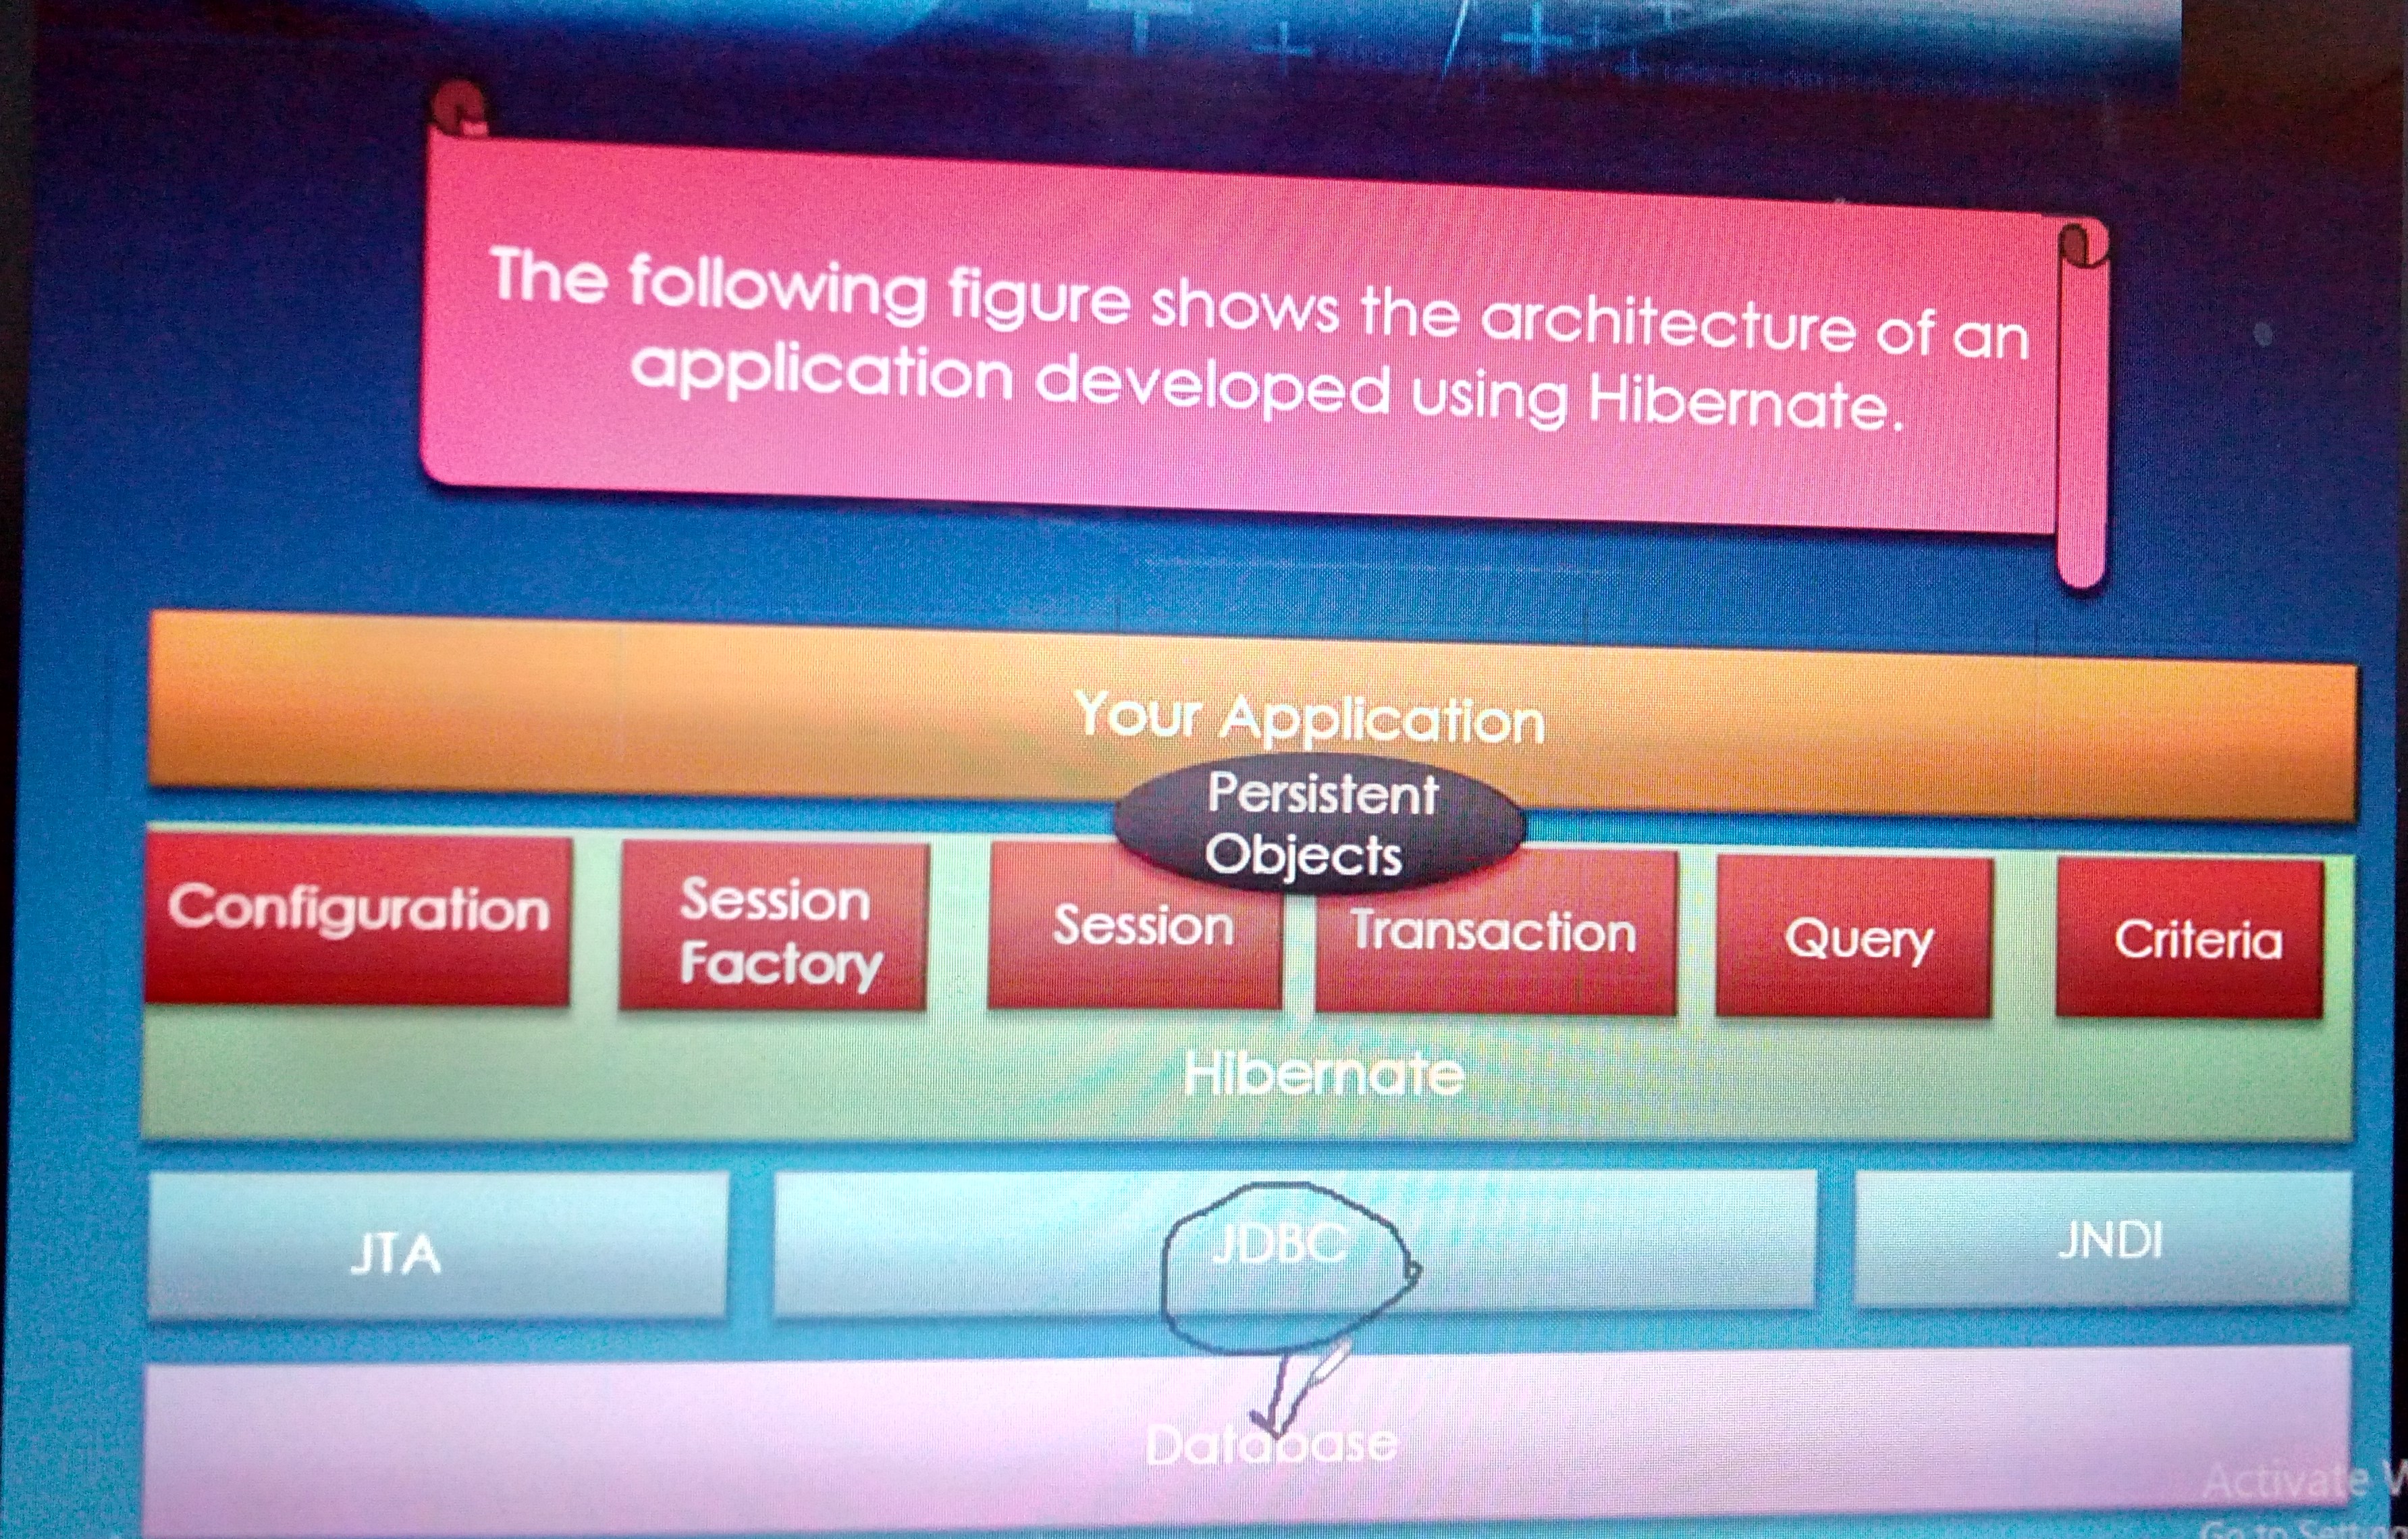 The following figure shows the architecture of an
application developed using Hibernate.
Your Application
Persistent
Objects
Configuration
Session
Factory
Session
Transaction
Query
Criteria
Hibernate
JTA
JDBC
JNDI
Database
Activate